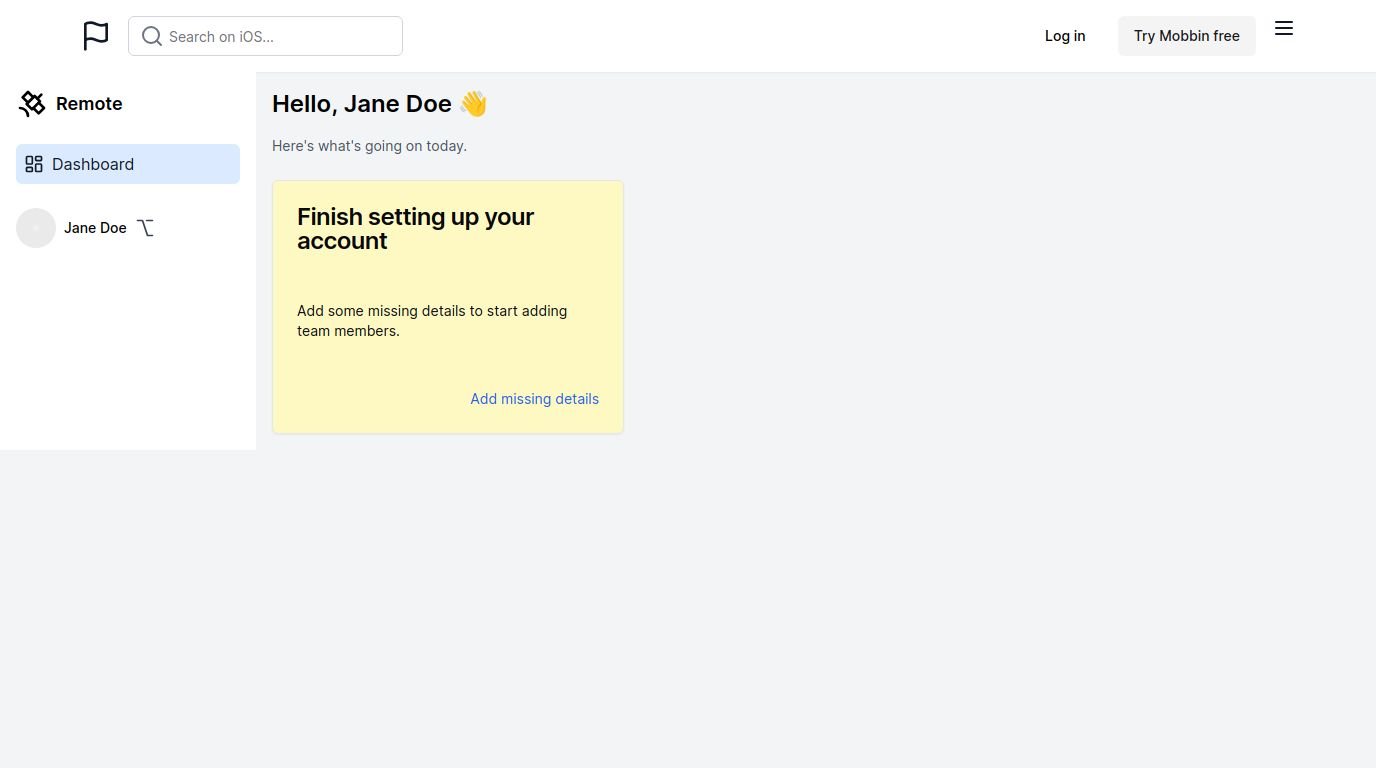 Search on iOS...
Log in
Try Mobbin free
Remote
Dashboard
Jane Doe
Hello, Jane Doe 👋
Here's what's going on today.
Finish setting up your
account
Add some missing details to start adding
team members.
Add missing details